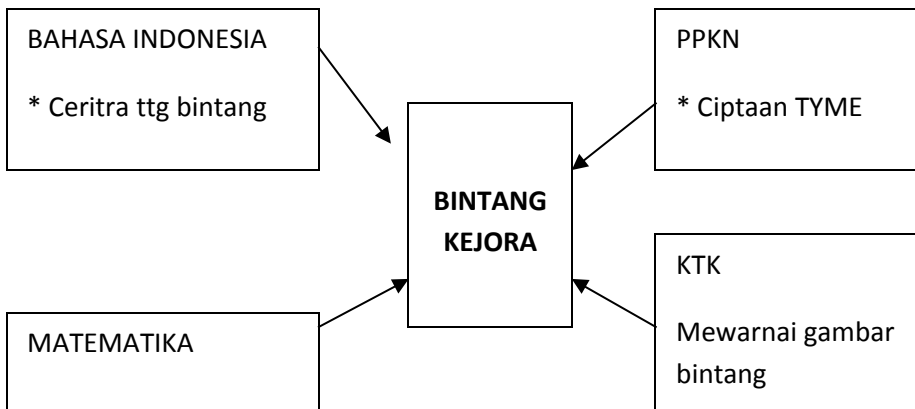 BAHASA INDONESIA
* Ceritra ttg bintang
PPKN
* Ciptaan TYME
BINTANG
KEJORA
MATEMATIKA
KTK
Mewarnai gambar
bintang